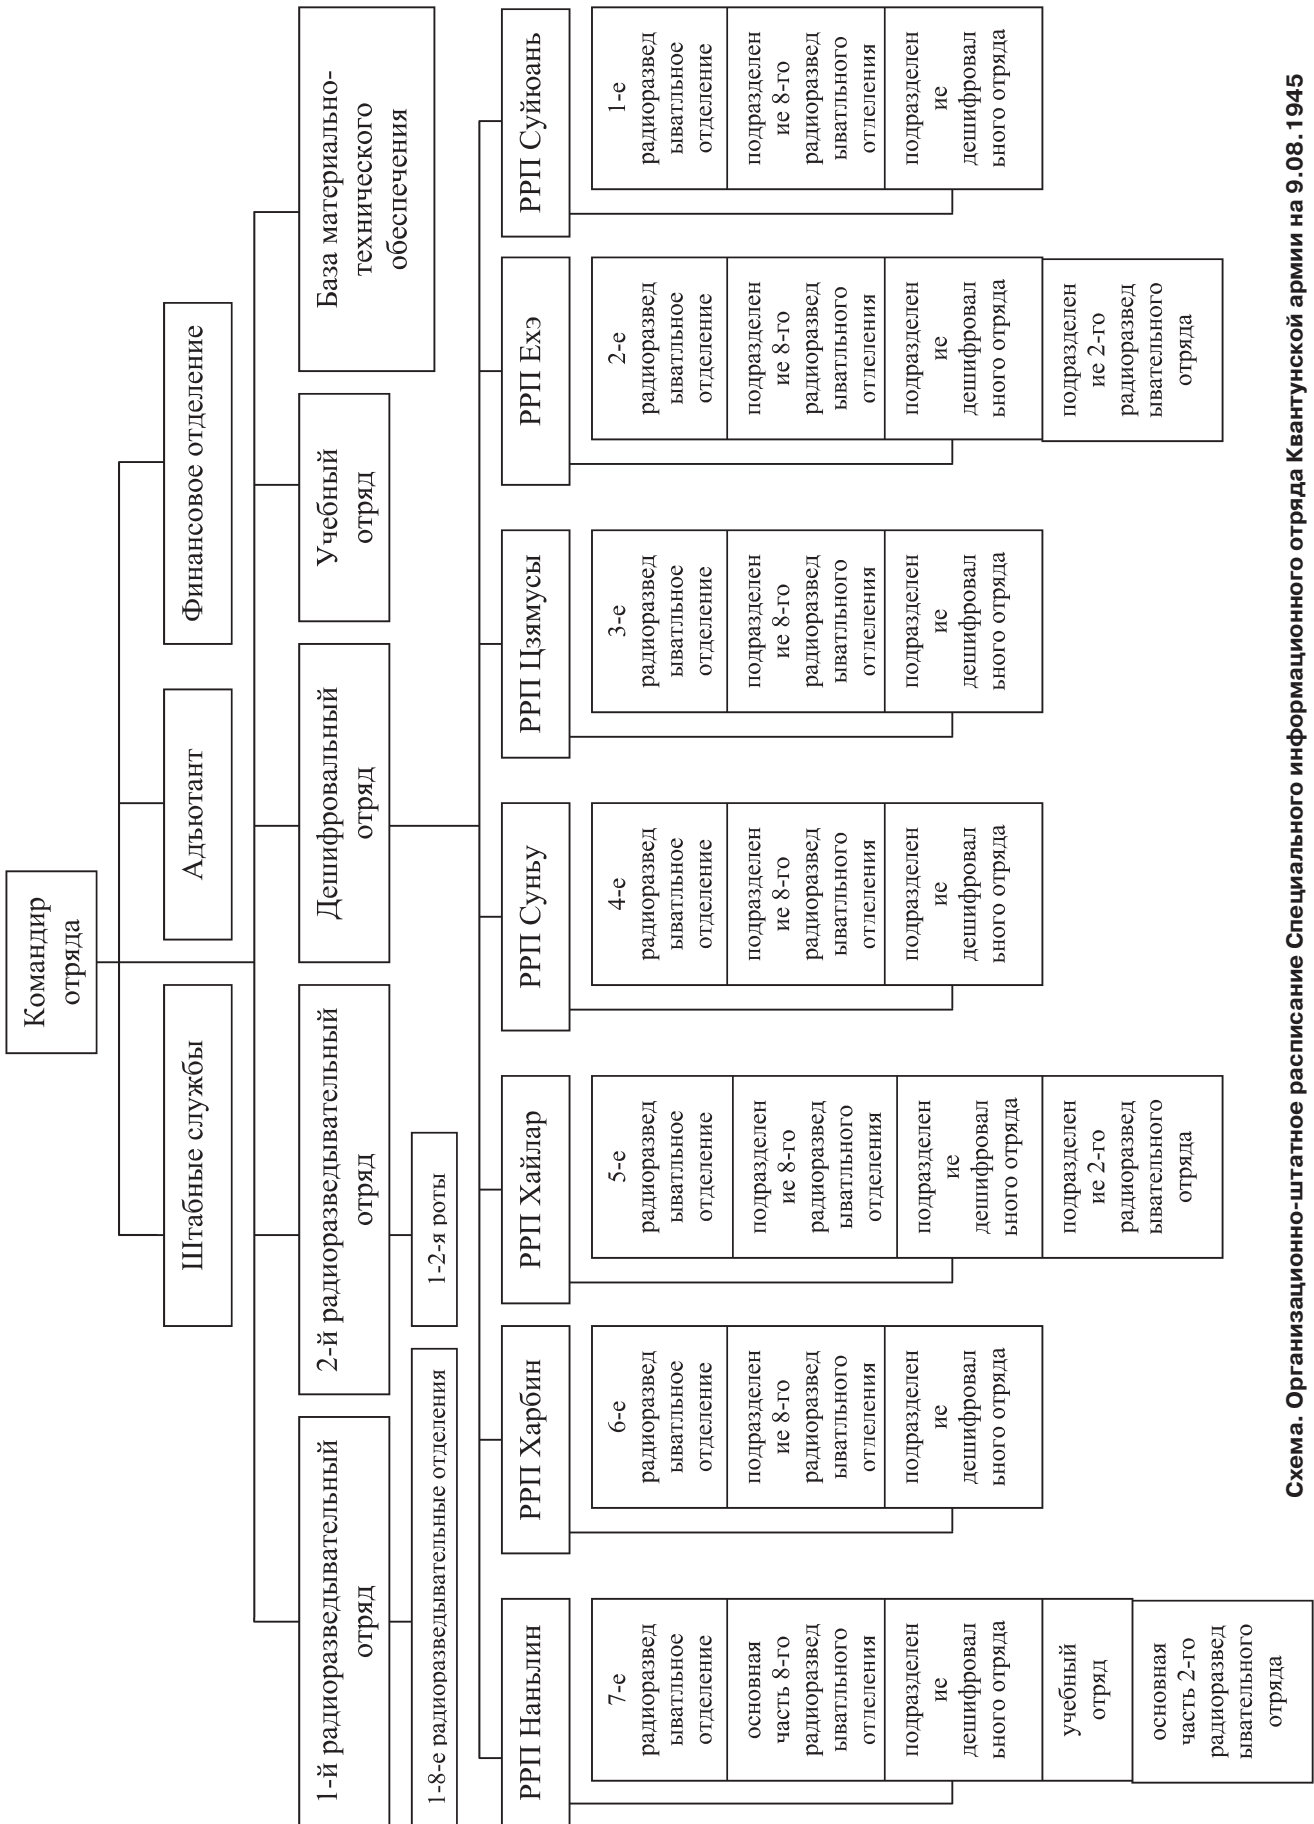 Командир
отряда
Штабные службы
Адъютант
Финансовое отделение
1-й радиоразведывательный
отряд
2-й радиоразведывательный
отряд
Дешифровальный
отряд
Учебный
отряд
База материально-
технического
обеспечения
1-8-е радиоразведывательные отделения
1-2-я роты
РРП Наньлин
7-е
радиоразвед
ыватльное
отделение
основная
часть 8-го
радиоразвед
ыватльного
отделения
подразделен
ие
дешифровал
ьного отряда
учебный
отряд
основная
часть 2-го
радиоразвед
ывательного
отряда
РРП Харбин
6-е
радиоразвед
ыватльное
отделение
подразделен
ие 8-го
радиоразвед
ыватльного
отделения
подразделен
ие
дешифровал
ьного отряда
РРП Хайлар
5-е
радиоразвед
ыватльное
отделение
подразделен
ие 8-го
радиоразвед
ыватльного
отделения
подразделен
ие
дешифровал
ьного отряда
подразделен
ие 2-го
радиоразвед
ывательного
отряда
РРП Суньу
4-е
радиоразвед
ыватльное
отделение
подразделен
ие 8-го
радиоразвед
ыватльного
отделения
подразделен
ие
дешифровал
ьного отряда
РРП Цзямусы
3-е
радиоразвед
ыватльное
отделение
подразделен
ие 8-го
радиоразвед
ыватльного
отделения
подразделен
ие
дешифровал
ьного отряда
РРП Ехэ
2-е
радиоразвед
ыватльное
отделение
подразделен
ие 8-го
радиоразвед
ыватльного
отделения
подразделен
ие
дешифровал
ьного отряда
подразделен
ие 2-го
радиоразвед
ывательного
отряда
РРП Суйюань
1-е
радиоразвед
ыватльное
отделение
подразделен
ие 8-го
радиоразвед
ыватльного
отделения
подразделен
ие
дешифровал
ьного отряда
Схема. Организационно-штатное расписание Специального информационного отряда Квантунской армии на 9.08.1945